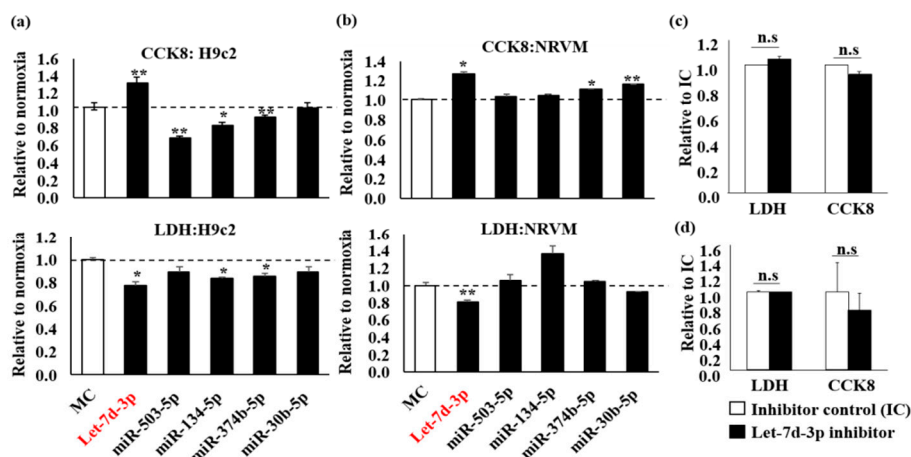 (a)
CCK8: H9c2
Relative to normoxia
1.6
1.4
1.2
1.0
0.8
0.6
0.4
0.2
0.0
**
**
*
**
LDH:H9c2
Relative to normoxia
1.2
1.0
0.8
0.6
0.4
0.2
0.0
*
*
*
MC
Let-7d-3p
miR-503-5p
miR-134-5p
miR-374b-5p
miR-30b-5p
(b)
CCK8:NRVM
Relative to normoxia
1.6
1.4
1.2
1.0
0.8
0.6
0.4
0.2
0.0
*
*
**
LDH:NRVM
Relative to normoxia
1.6
1.4
1.2
1.0
0.8
0.6
0.4
0.2
0.0
**
MC
Let-7d-3p
miR-503-5p
miR-134-5p
miR-374b-5p
miR-30b-5p
(c)
Relative to IC
1.2
1.0
0.8
0.6
0.4
0.2
0.0
n.s
n.s
LDH
CCK8
(d)
Relative to IC
1.6
1.4
1.2
1.0
0.8
0.6
0.4
0.2
0.0
n.s
n.s
LDH
CCK8
Inhibitor control (IC)
Let-7d-3p inhibitor